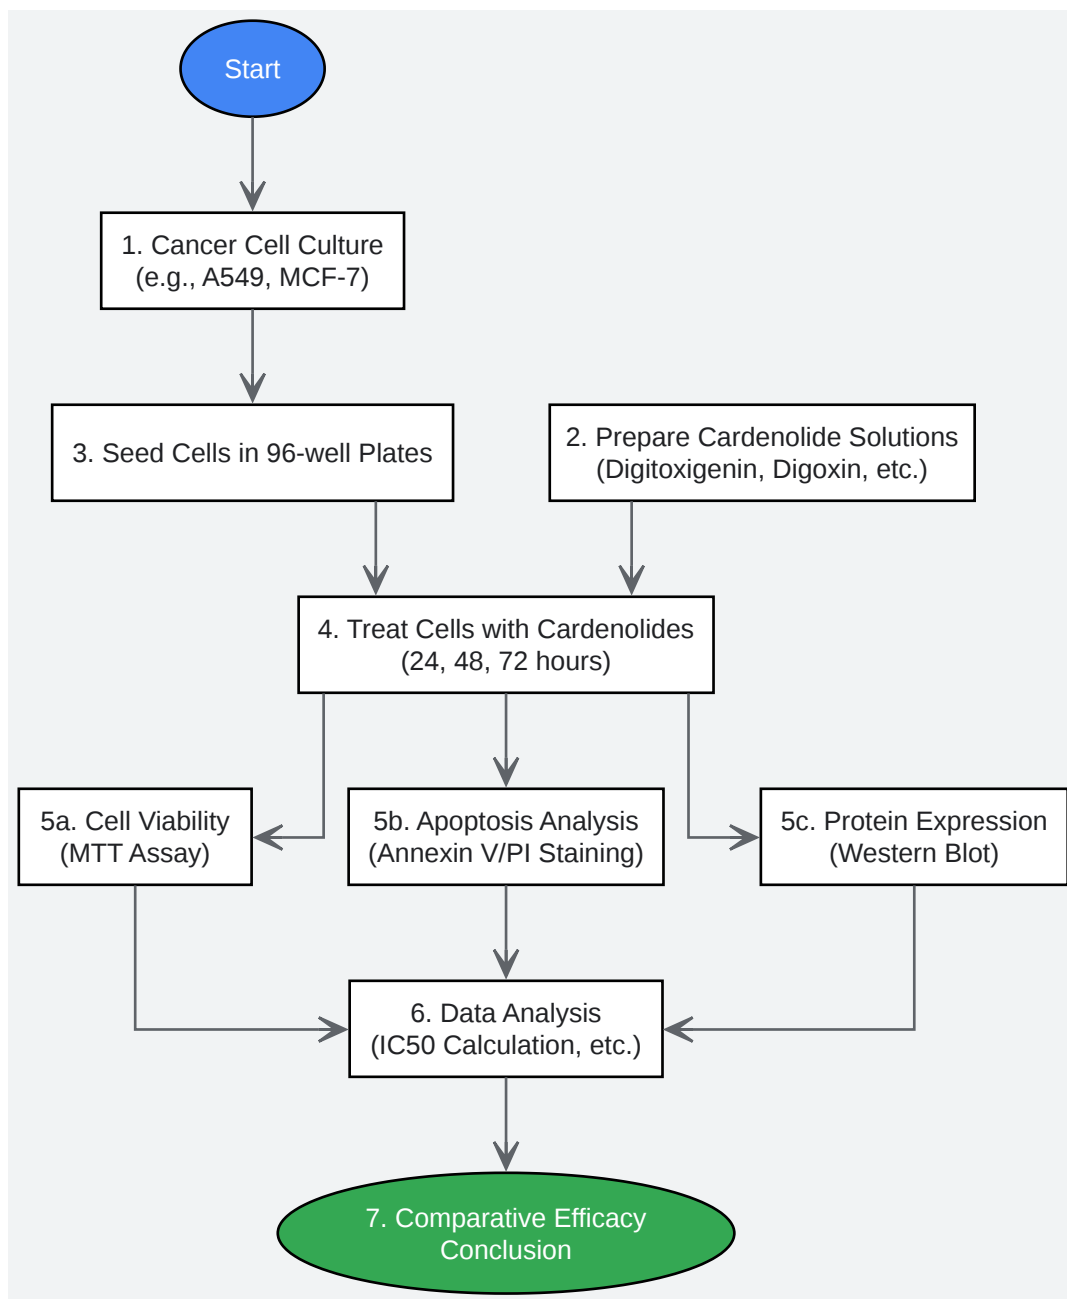 Start
1. Cancer Cell Culture
(e.g., A549, MCF-7)
3. Seed Cells in 96-well Plates
2. Prepare Cardenolide Solutions
(Digitoxigenin, Digoxin, etc.)
4. Treat Cells with Cardenolides
(24, 48, 72 hours)
5a. Cell Viability
(MTT Assay)
5b. Apoptosis Analysis
(Annexin V/PI Staining)
5c. Protein Expression
(Western Blot)
6. Data Analysis
(IC50 Calculation, etc.)
7. Comparative Efficacy
Conclusion